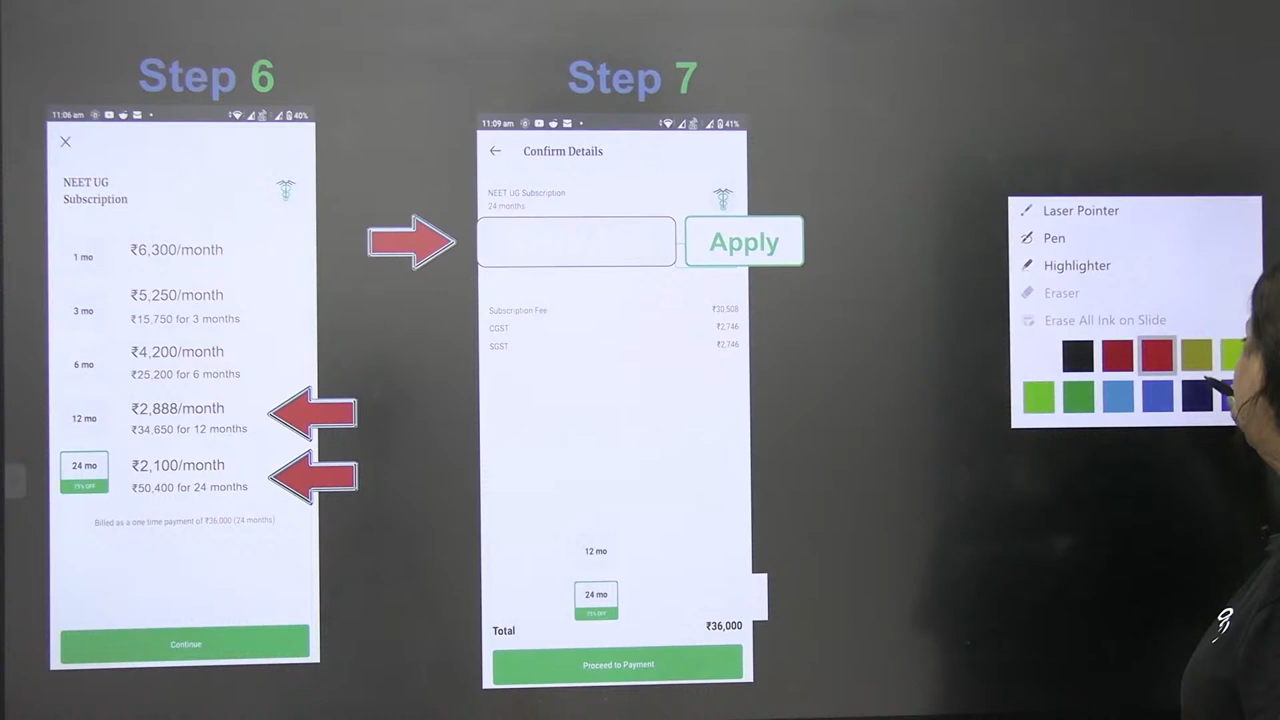 Step 6
11:06 am
40%
NEET UG
Subscription
1 mo
₹6,300/month
3 mo
₹5,250/month
₹15,750 for 3 months
6 mo
₹4,200/month
₹25,200 for 6 months
12 mo
₹2,888/month
₹34,650 for 12 months
24 mo
75% OFF
₹2,100/month
₹50,400 for 24 months
Billed as a one time payment of ₹36,000 (24 months)
Continue
Step 7
11:09 am
41%
Confirm Details
NEET UG Subscription
24 months
Apply
Subscription Fee ₹30,508
CGST ₹2,746
SGST ₹2,746
12 mo
24 mo
75% OFF
Total ₹36,000
Proceed to Payment
Laser Pointer
Pen
Highlighter
Eraser
Erase All Ink on Slide